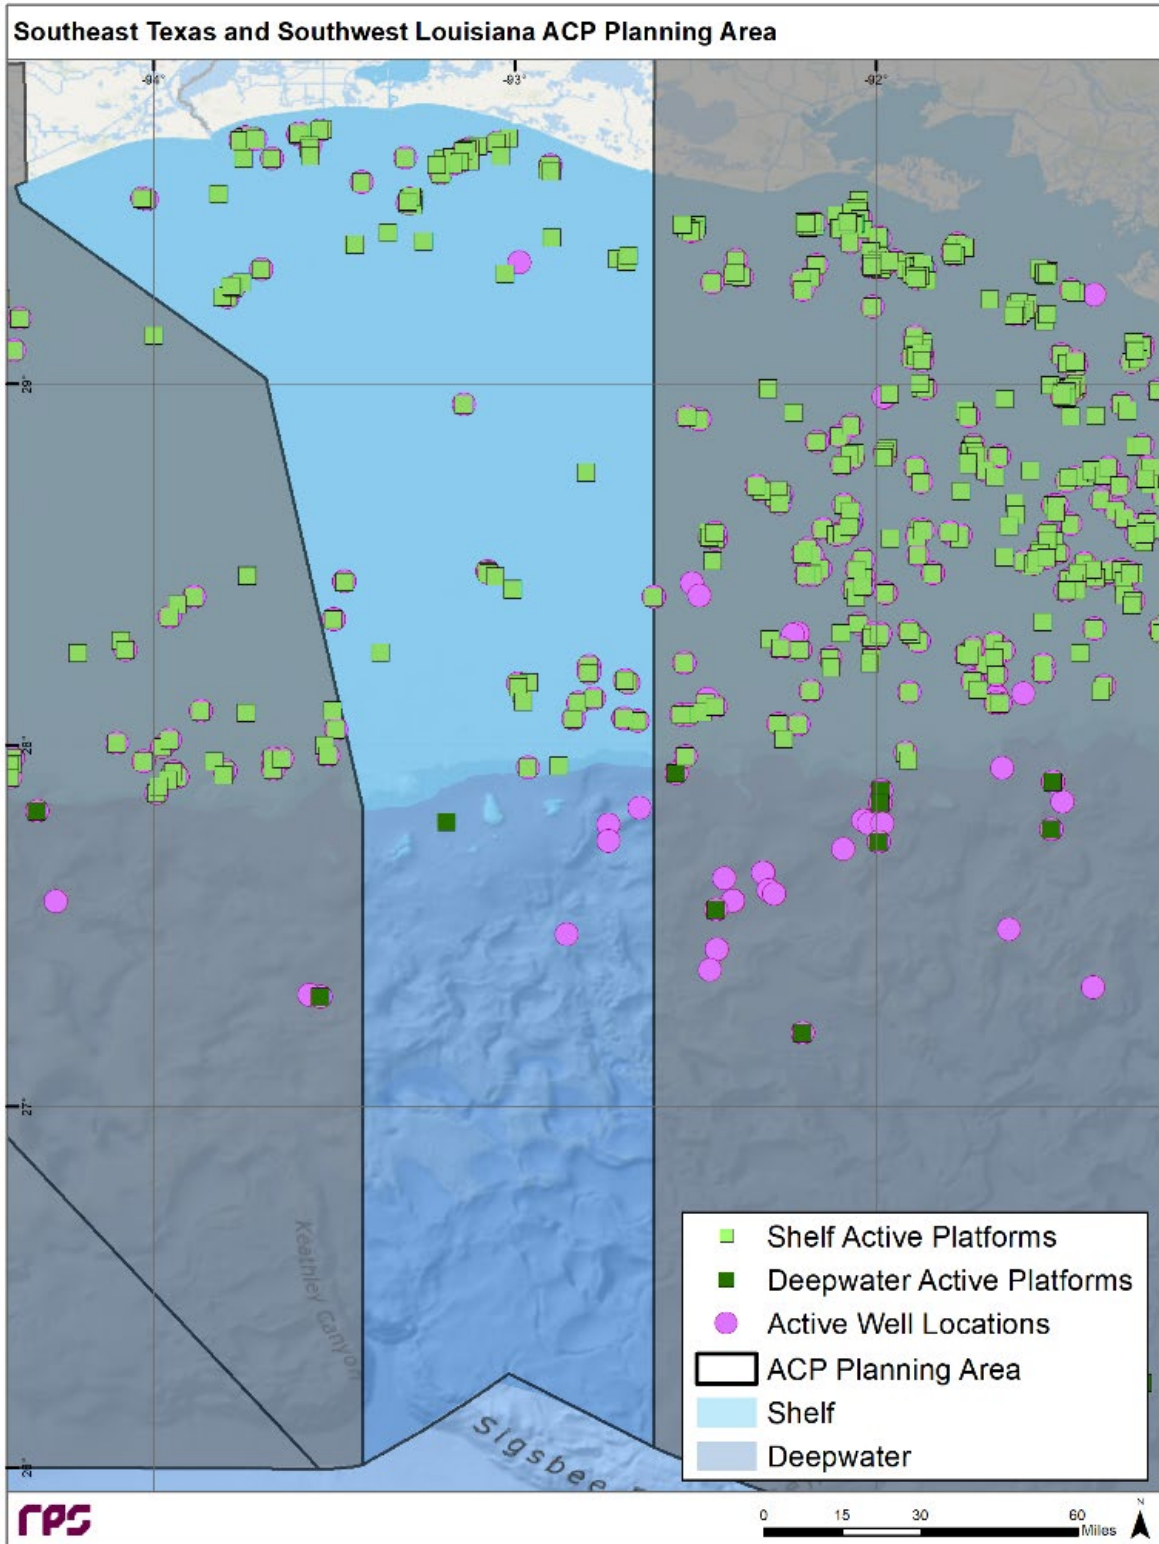 Southeast Texas and Southwest Louisiana ACP Planning Area
-94°
-93°
-92°
29°
28°
27°
26°
Keathley Canyon
Sigsbee
Shelf Active Platforms
Deepwater Active Platforms
Active Well Locations
ACP Planning Area
Shelf
Deepwater
rps
0 15 30 60
Miles
N